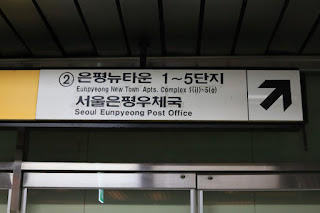 ② 은평뉴타운 1~5단지
Eunpyeong New Town Apts. Complex 1(il)~5(o)
서울은평우체국
Seoul Eunpyeong Post Office